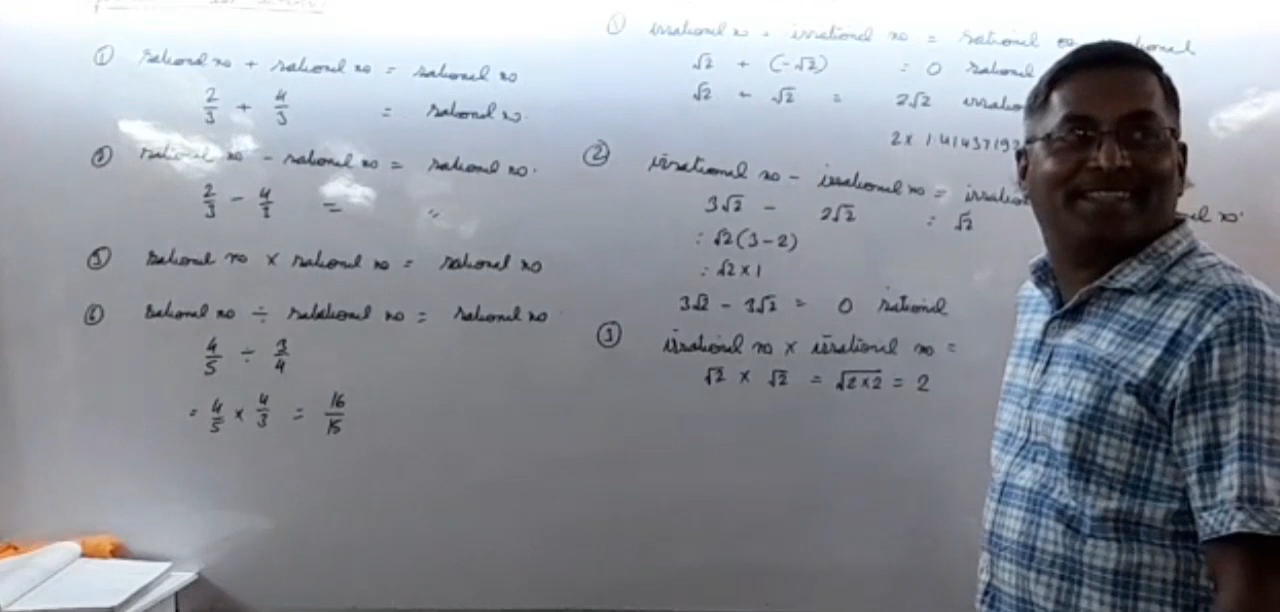 ① rational no + rational no = rational no
2/3 + 4/3 = rational no.
② rational no - rational no = rational no.
2/3 - 4/3 = "
③ rational no × rational no = rational no
④ rational no ÷ rational no = rational no
4/5 ÷ 3/4
= 4/5 × 4/3 = 16/15
① irrational no + irrational no = rational or
√2 + (-√2) = 0 rational
√2 + √2 = 2√2
2 × 1.4143719
② irrational no - irrational no =
3√2 - 2√2 = √2
= √2(3-2)
= √2×1
3√2 - 3√2 = 0 rational
③ irrational no × irrational no =
√2 × √2 = √2×2 = 2